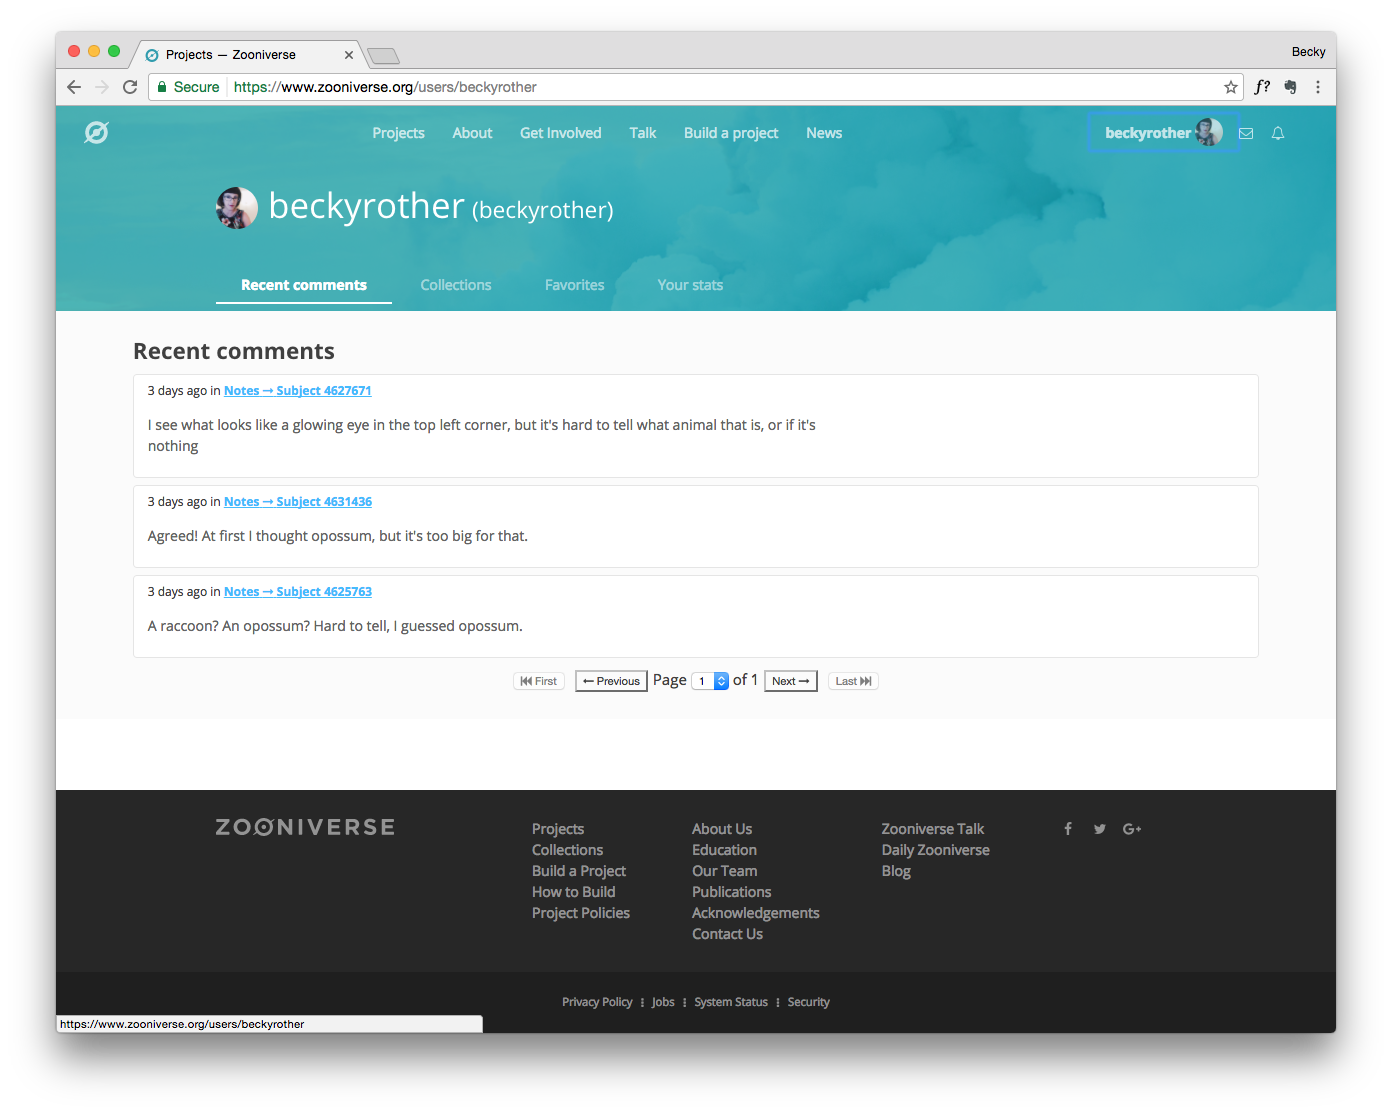 Projects — Zooniverse
Becky
Secure https://www.zooniverse.org/users/beckyrother
f?
Projects About Get Involved Talk Build a project News beckyrother
beckyrother (beckyrother)
Recent comments Collections Favorites Your stats
Recent comments
3 days ago in Notes → Subject 4627671
I see what looks like a glowing eye in the top left corner, but it's hard to tell what animal that is, or if it's
nothing
3 days ago in Notes → Subject 4631436
Agreed! At first I thought opossum, but it's too big for that.
3 days ago in Notes → Subject 4625763
A raccoon? An opossum? Hard to tell, I guessed opossum.
First ← Previous Page 1 of 1 Next → Last
ZOONIVERSE
Projects
Collections
Build a Project
How to Build
Project Policies
About Us
Education
Our Team
Publications
Acknowledgements
Contact Us
Zooniverse Talk
Daily Zooniverse
Blog
G+
Privacy Policy Jobs System Status Security
https://www.zooniverse.org/users/beckyrother